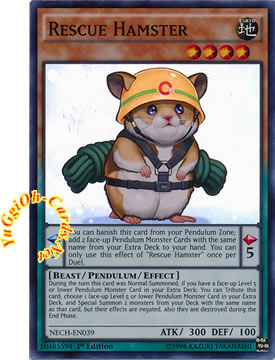 RESCUE HAMSTER
EARTH
地
C
You can banish this card from your Pendulum Zone;
add 2 face-up Pendulum Monster Cards with the same
name from your Extra Deck to your hand. You can
only use this effect of "Rescue Hamster" once per
Duel.
5
[BEAST / PENDULUM / EFFECT]
During the turn this card was Normal Summoned, if you have a face-up Level 5
or lower Pendulum Monster Card in your Extra Deck: You can Tribute this
card; choose 1 face-up Level 5 or lower Pendulum Monster Card in your Extra
Deck, and Special Summon 2 monsters from your Deck with the same name
as that card, but their effects are negated, also they are destroyed during the
End Phase.
NECH-EN039
ATK/ 300 DEF/ 100
50485594
1st Edition
©1996 KAZUKI TAKAHASHI